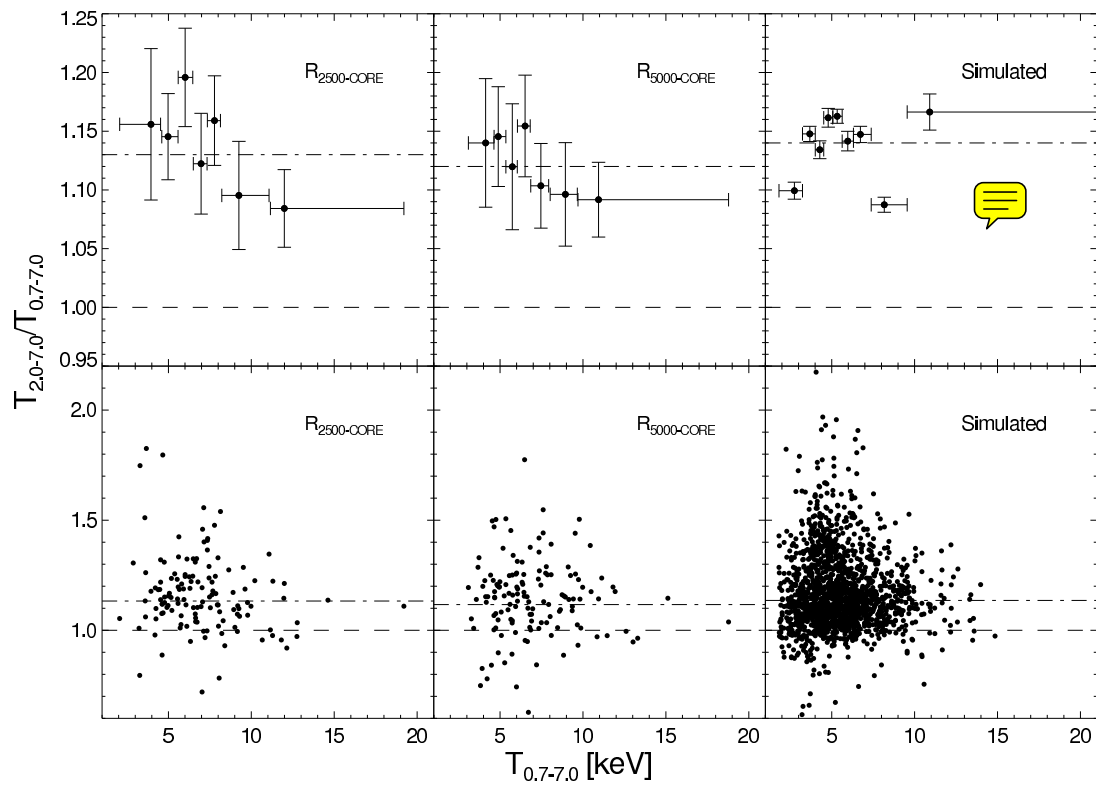 1.25
1.20
1.15
1.10
1.05
1.00
0.95
R2500-CORE
R5000-CORE
Simulated
T2.0-7.0/T0.7-7.0
2.0
1.5
1.0
R2500-CORE
R5000-CORE
Simulated
5 10 15 20
5 10 15 20
5 10 15 20
T0.7-7.0 [keV]